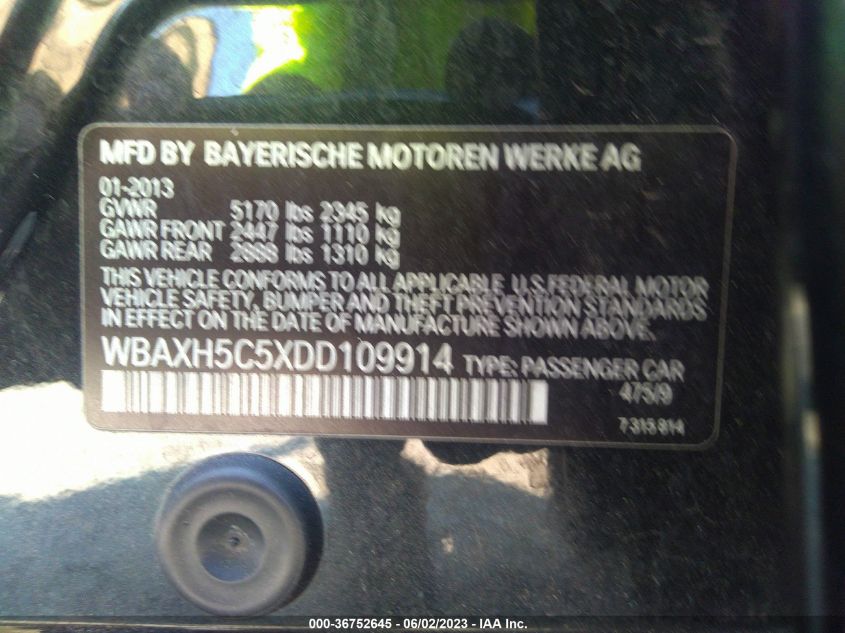 MFD BY BAYERISCHE MOTOREN WERKE AG
01-2013
GVWR 5170 lbs 2345 kg
GAWR FRONT 2447 lbs 1110 kg
GAWR REAR 2888 lbs 1310 kg
THIS VEHICLE CONFORMS TO ALL APPLICABLE U.S.FEDERAL MOTOR
VEHICLE SAFETY, BUMPER AND THEFT PREVENTION STANDARDS
IN EFFECT ON THE DATE OF MANUFACTURE SHOWN ABOVE.
WBAXH5C5XDD109914 TYPE: PASSENGER CAR
475/9
7315814
000-36752645 - 06/02/2023 - IAA Inc.